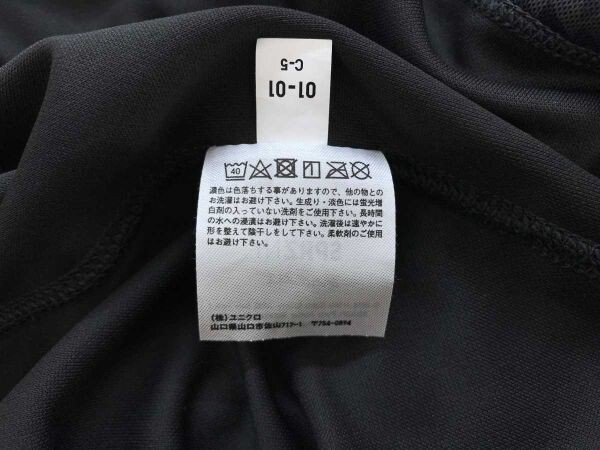 01-01
C-5
40
濃色は色落ちする事がありますので、他の物との
お洗濯はお避け下さい。生成り・淡色には蛍光増
白剤の入っていない洗剤をご使用下さい。長時間
の水への浸漬はお避け下さい。洗濯後は速やかに
形を整えて陰干しをして下さい。柔軟剤のご使用
はお避け下さい。
(株)ユニクロ
山口県山口市佐山717-1 〒754-0894